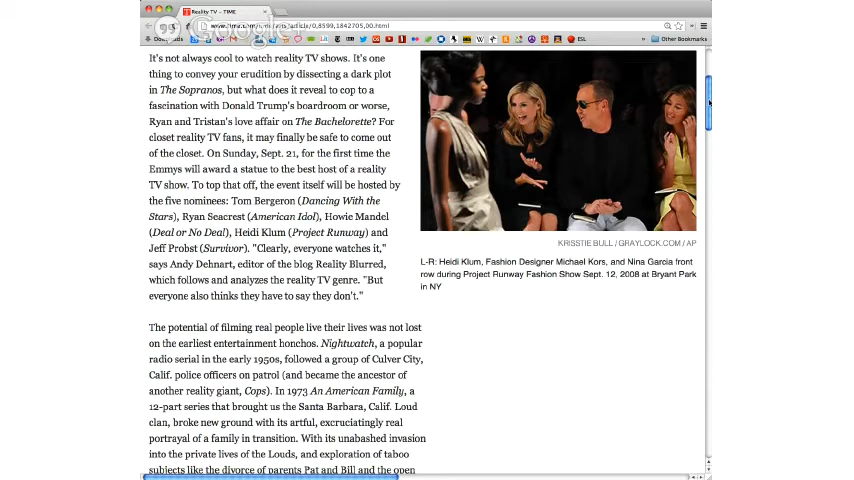 Reality TV – TIME
Google+
Other Bookmarks
ESL
It's not always cool to watch reality TV shows. It's one
thing to convey your erudition by dissecting a dark plot
in The Sopranos, but what does it reveal to cop to a
fascination with Donald Trump's boardroom or worse,
Ryan and Tristan's love affair on The Bachelorette? For
closet reality TV fans, it may finally be safe to come out
of the closet. On Sunday, Sept. 21, for the first time the
Emmys will award a statue to the best host of a reality
TV show. To top that off, the event itself will be hosted by
the five nominees: Tom Bergeron (Dancing With the
Stars), Ryan Seacrest (American Idol), Howie Mandel
(Deal or No Deal), Heidi Klum (Project Runway) and
Jeff Probst (Survivor). "Clearly, everyone watches it,"
says Andy Dehnart, editor of the blog Reality Blurred,
which follows and analyzes the reality TV genre. "But
everyone also thinks they have to say they don't."
KRISSTIE BULL / GRAYLOCK.COM / AP
L-R: Heidi Klum, Fashion Designer Michael Kors, and Nina Garcia front
row during Project Runway Fashion Show Sept. 12, 2008 at Bryant Park
in NY
The potential of filming real people live their lives was not lost
on the earliest entertainment honchos. Nightwatch, a popular
radio serial in the early 1950s, followed a group of Culver City,
Calif. police officers on patrol (and became the ancestor of
another reality giant, Cops). In 1973 An American Family, a
12-part series that brought us the Santa Barbara, Calif. Loud
clan, broke new ground with its artful, excruciatingly real
portrayal of a family in transition. With its unabashed invasion
into the private lives of the Louds, and exploration of taboo
subjects like the divorce of parents Pat and Bill and the open